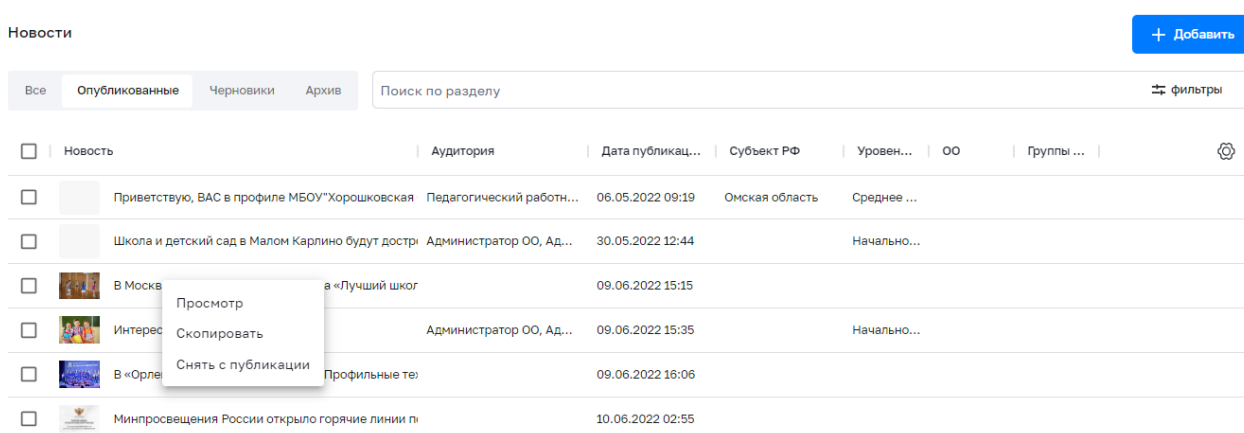 Новости
+ Добавить
Все Опубликованные Черновики Архив Поиск по разделу фильтры
Новость Аудитория Дата публикац... Субъект РФ Уровен... ОО Группы ...
Приветствую, ВАС в профиле МБОУ"Хорошковская Педагогический работн... 06.05.2022 09:19 Омская область Среднее ...
Школа и детский сад в Малом Карлино будут достр Администратор ОО, Ад... 30.05.2022 12:44 Начально...
В Москв а «Лучший школ 09.06.2022 15:15
Просмотр
Интерес Администратор ОО, Ад... 09.06.2022 15:35 Начально...
Скопировать
Снять с публикации
В «Орле Профильные те 09.06.2022 16:06
Минпросвещения России открыло горячие линии п 10.06.2022 02:55